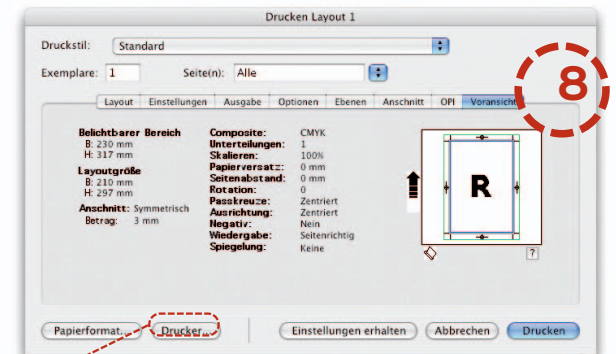 Drucken Layout 1
Druckstil: Standard
Exemplare: 1 Seite(n): Alle
8
Layout Einstellungen Ausgabe Optionen Ebenen Anschnitt OPI Voransicht
Belichtbarer Bereich
B: 230 mm
H: 317 mm
Layoutgröße
B: 210 mm
H: 297 mm
Anschnitt: Symmetrisch
Betrag: 3 mm
Composite: CMYK
Unterteilungen: 1
Skalieren: 100%
Papierversatz: 0 mm
Seitenabstand: 0 mm
Rotation: 0
Passkreuze: Zentriert
Ausrichtung: Zentriert
Negativ: Nein
Wiedergabe: Seitenrichtig
Spiegelung: Keine
R
?
Papierformat... Drucker... Einstellungen erhalten Abbrechen Drucken